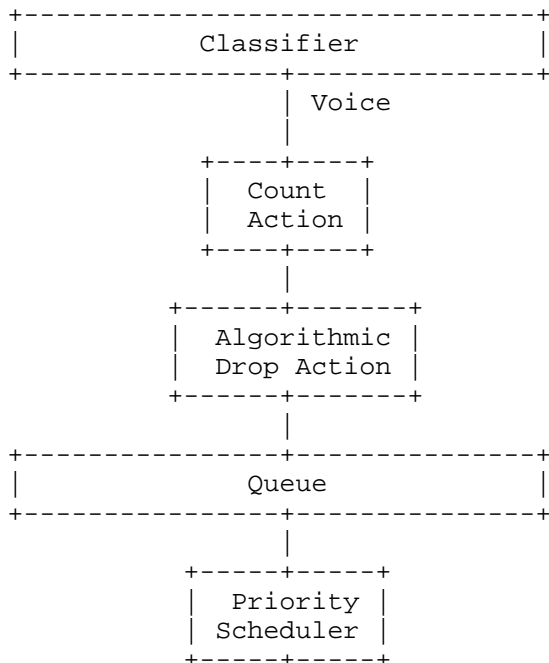 Classifier
Voice
Count
Action
Algorithmic
Drop Action
Queue
Priority
Scheduler